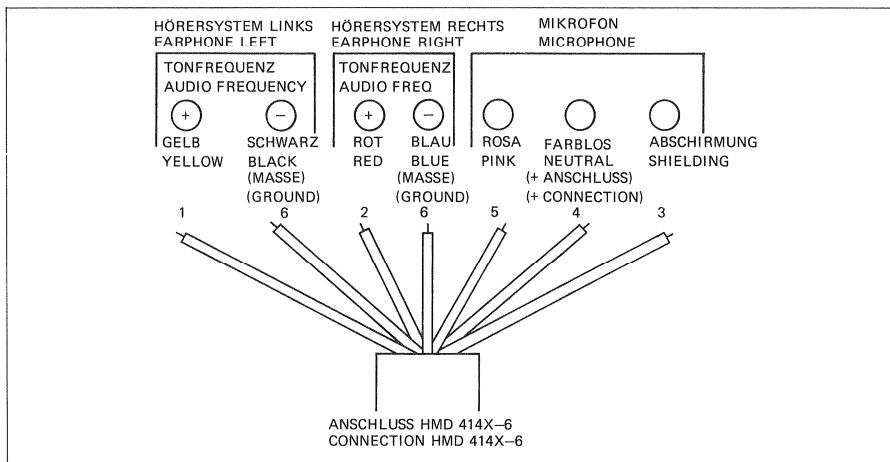 HÖRERSYSTEM LINKS
EARPHONE LEFT
TONFREQUENZ
AUDIO FREQUENCY
+
−
GELB
YELLOW
SCHWARZ
BLACK
(MASSE)
(GROUND)
HÖRERSYSTEM RECHTS
EARPHONE RIGHT
TONFREQUENZ
AUDIO FREQ
+
−
ROT
RED
BLAU
BLUE
(MASSE)
(GROUND)
MIKROFON
MICROPHONE
ROSA
PINK
FARBLOS
NEUTRAL
(+ ANSCHLUSS)
(+ CONNECTION)
ABSCHIRMUNG
SHIELDING
1 6 2 6 5 4 3
ANSCHLUSS HMD 414X−6
CONNECTION HMD 414X−6